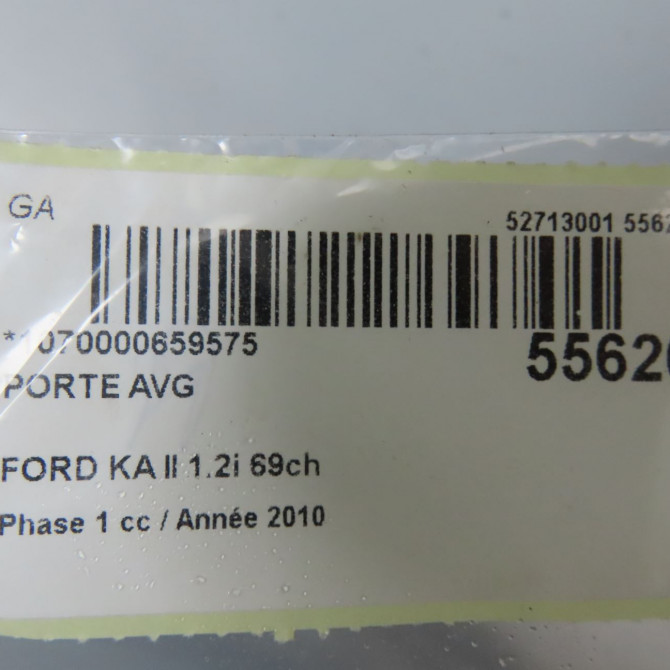 GA
52713001 5562
*1070000659575
5562
PORTE AVG
FORD KA II 1.2i 69ch
Phase 1 cc / Année 2010